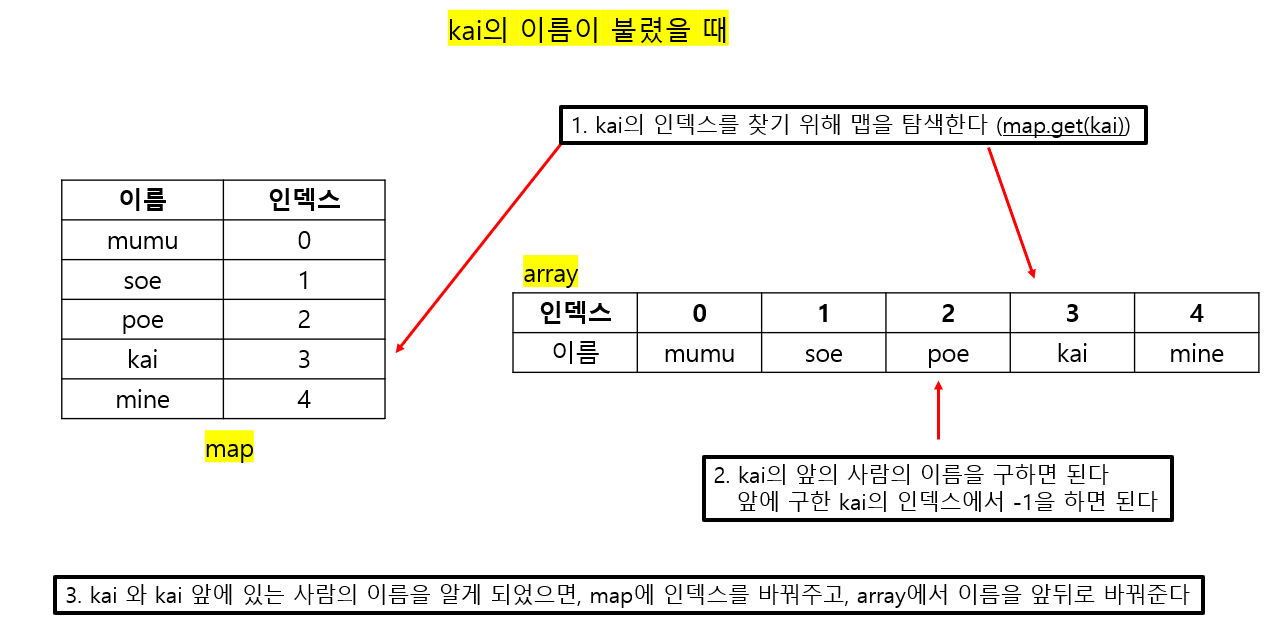 kai의 이름이 불렸을 때
1. kai의 인덱스를 찾기 위해 맵을 탐색한다 (map.get(kai))
이름 인덱스
mumu 0
soe 1
poe 2
kai 3
mine 4
map
array
인덱스 0 1 2 3 4
이름 mumu soe poe kai mine
2. kai의 앞의 사람의 이름을 구하면 된다
앞에 구한 kai의 인덱스에서 -1을 하면 된다
3. kai 와 kai 앞에 있는 사람의 이름을 알게 되었으면, map에 인덱스를 바꿔주고, array에서 이름을 앞뒤로 바꿔준다